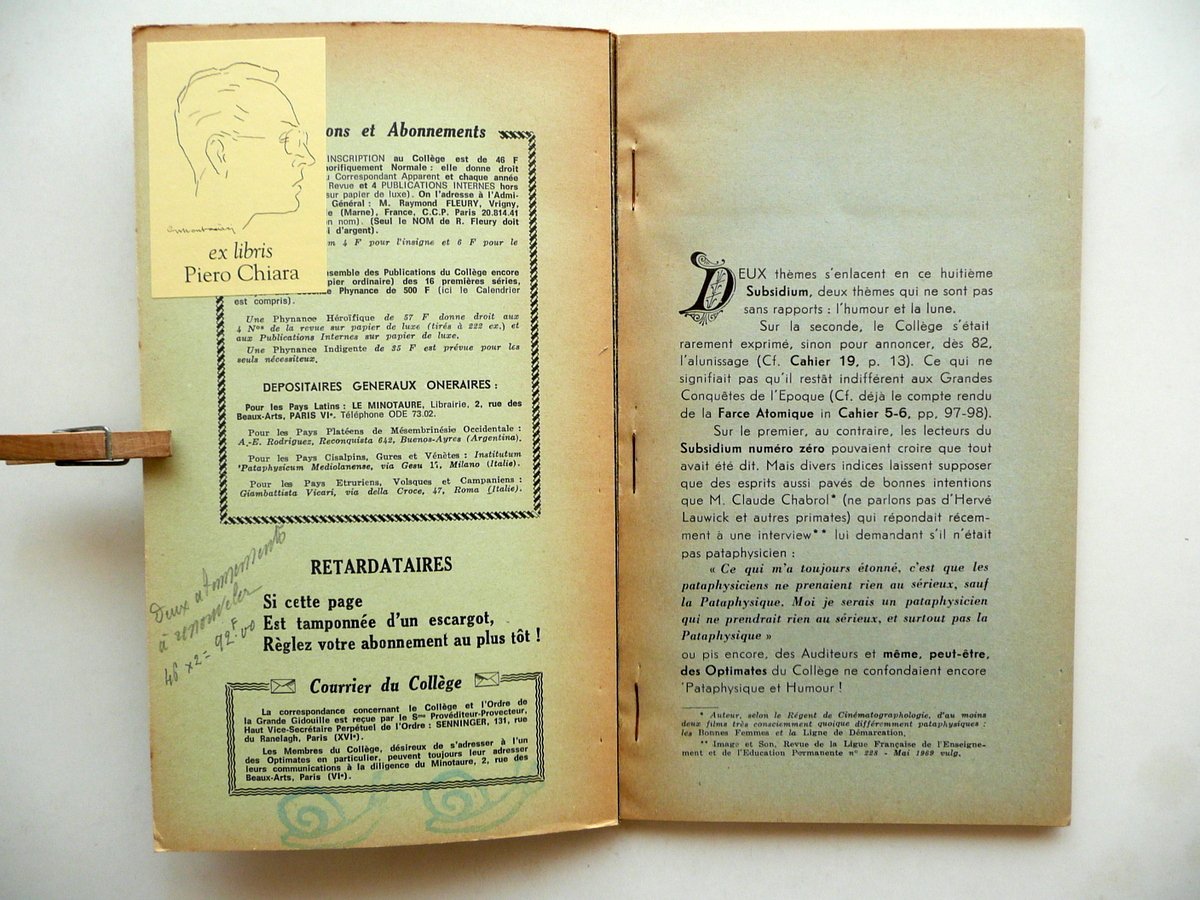 ex libris
Piero Chiara
ons et Abonnements
INSCRIPTION au Collège est de 46 F
norifiquement Normale : elle donne droit
u Correspondant Apparent et chaque année
Revue et 4 PUBLICATIONS INTERNES hors
sur papier de luxe). On l'adresse à l'Admi-
Général : M. Raymond FLEURY, Vrigny,
e (Marne), France, C.C.P. Paris 20.814.41
on nom). (Seul le NOM de R. Fleury doit
i d'argent).
m 4 F pour l'insigne et 6 F pour le
nsemble des Publications du Collège encore
pier ordinaire) des 16 premières séries,
Phynance de 500 F (ici le Calendrier
est compris).
Une Phynance Héroïfique de 57 F donne droit aux
4 Nos de la revue sur papier de luxe (tirés à 222 ex.) et
aux Publications Internes sur papier de luxe.
Une Phynance Indigente de 35 F est prévue pour les
seuls nécessiteux.
DEPOSITAIRES GENERAUX ONERAIRES :
Pour les Pays Latins : LE MINOTAURE, Librairie, 2, rue des
Beaux-Arts, PARIS VIe. Téléphone ODE 73.02.
Pour les Pays Platéens de Mésembrinésie Occidentale :
A.-E. Rodriguez, Reconquista 642, Buenos-Ayres (Argentina).
Pour les Pays Cisalpins, Gures et Vénètes : Institutum
'Pataphysicum Mediolanense, via Gesu 17, Milano (Italie).
Pour les Pays Etruriens, Volsques et Campaniens :
Giambattista Vicari, via della Croce, 47, Roma (Italie).
Deux abonnements
à renouveler
46 x2 = 92F.00
RETARDATAIRES
Si cette page
Est tamponnée d'un escargot,
Règlez votre abonnement au plus tôt !
Courrier du Collège
La correspondance concernant le Collège et l'Ordre de
la Grande Gidouille est reçue par le Sme Provéditeur-Provecteur,
Haut Vice-Secrétaire Perpétuel de l'Ordre : SENNINGER, 131, rue
du Ranelagh, Paris (XVIe).
Les Membres du Collège, désireux de s'adresser à l'un
des Optimates en particulier, peuvent toujours leur adresser
leurs communications à la diligence du Minotaure, 2, rue des
Beaux-Arts, Paris (VIe).
DEUX thèmes s'enlacent en ce huitième
Subsidium, deux thèmes qui ne sont pas
sans rapports : l'humour et la lune.
Sur la seconde, le Collège s'était
rarement exprimé, sinon pour annoncer, dès 82,
l'alunissage (Cf. Cahier 19, p. 13). Ce qui ne
signifiait pas qu'il restât indifférent aux Grandes
Conquêtes de l'Epoque (Cf. déjà le compte rendu
de la Farce Atomique in Cahier 5-6, pp, 97-98).
Sur le premier, au contraire, les lecteurs du
Subsidium numéro zéro pouvaient croire que tout
avait été dit. Mais divers indices laissent supposer
que des esprits aussi pavés de bonnes intentions
que M. Claude Chabrol* (ne parlons pas d'Hervé
Lauwick et autres primates) qui répondait récem-
ment à une interview** lui demandant s'il n'était
pas pataphysicien :
« Ce qui m'a toujours étonné, c'est que les
pataphysiciens ne prenaient rien au sérieux, sauf
la Pataphysique. Moi je serais un pataphysicien
qui ne prendrait rien au sérieux, et surtout pas la
Pataphysique »
ou pis encore, des Auditeurs et même, peut-être,
des Optimates du Collège ne confondaient encore
'Pataphysique et Humour !
* Auteur, selon le Régent de Cinématographologie, d'au moins
deux films très consciemment quoique différemment pataphysiques :
les Bonnes Femmes et la Ligne de Démarcation.
** Image et Son, Revue de la Ligue Française de l'Enseigne-
ment et de l'Education Permanente n° 228 - Mai 1969 vulg.